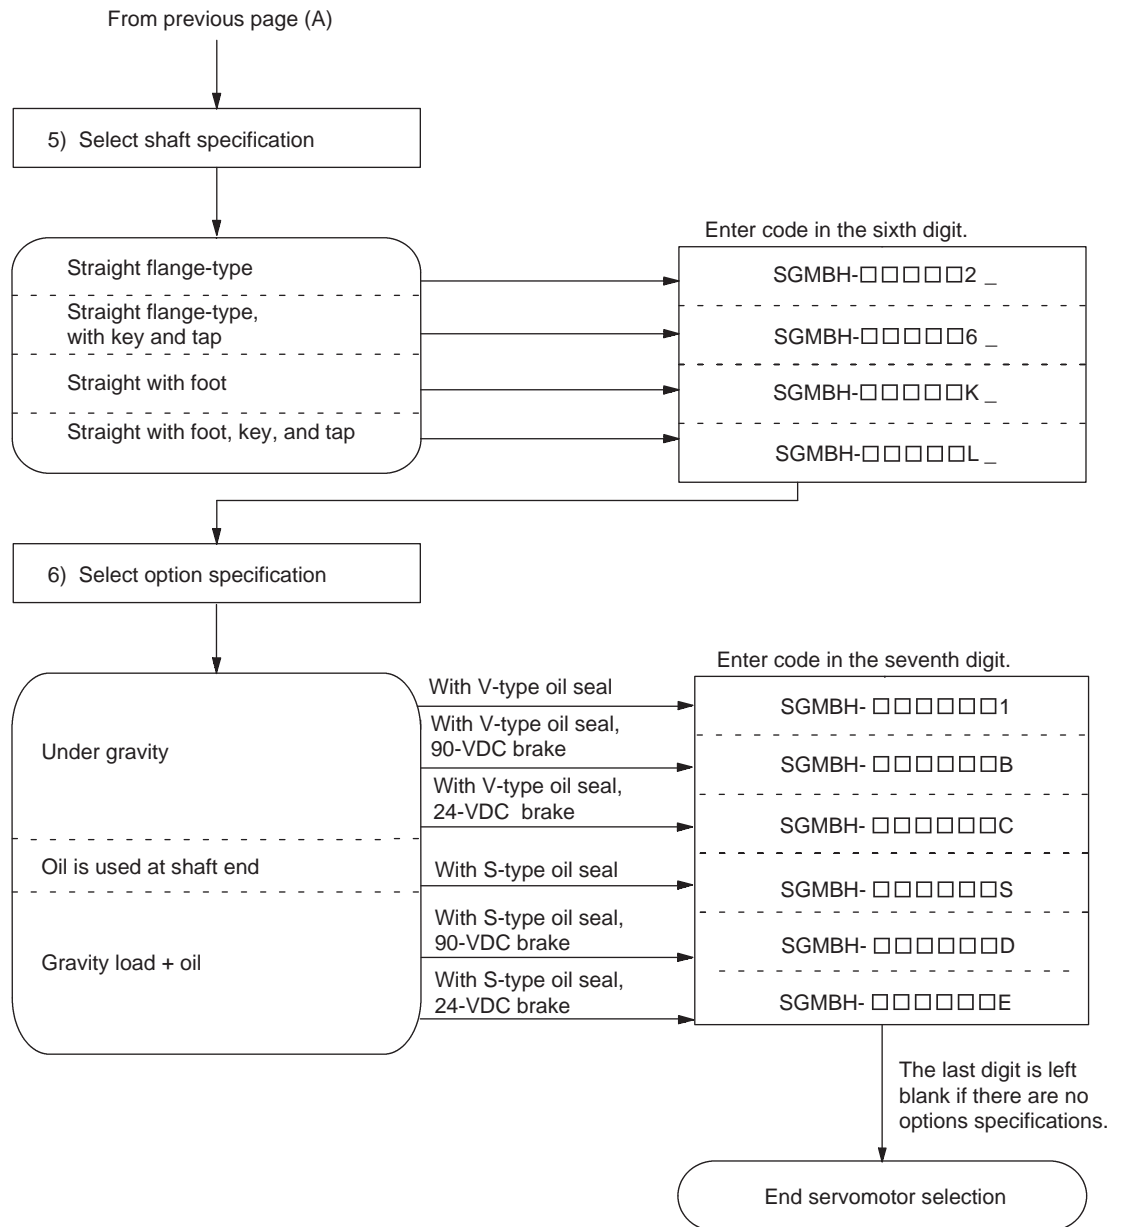 From previous page (A)
5) Select shaft specification
Enter code in the sixth digit.
Straight flange-type
SGMBH-□□□□□2 _
Straight flange-type,
with key and tap
SGMBH-□□□□□6 _
Straight with foot
SGMBH-□□□□□K _
Straight with foot, key, and tap
SGMBH-□□□□□L _
6) Select option specification
Enter code in the seventh digit.
Under gravity
With V-type oil seal
SGMBH- □□□□□□1
With V-type oil seal,
90-VDC brake
SGMBH- □□□□□□B
With V-type oil seal,
24-VDC brake
SGMBH- □□□□□□C
Oil is used at shaft end
With S-type oil seal
SGMBH- □□□□□□S
Gravity load + oil
With S-type oil seal,
90-VDC brake
SGMBH- □□□□□□D
With S-type oil seal,
24-VDC brake
SGMBH- □□□□□□E
The last digit is left
blank if there are no
options specifications.
End servomotor selection